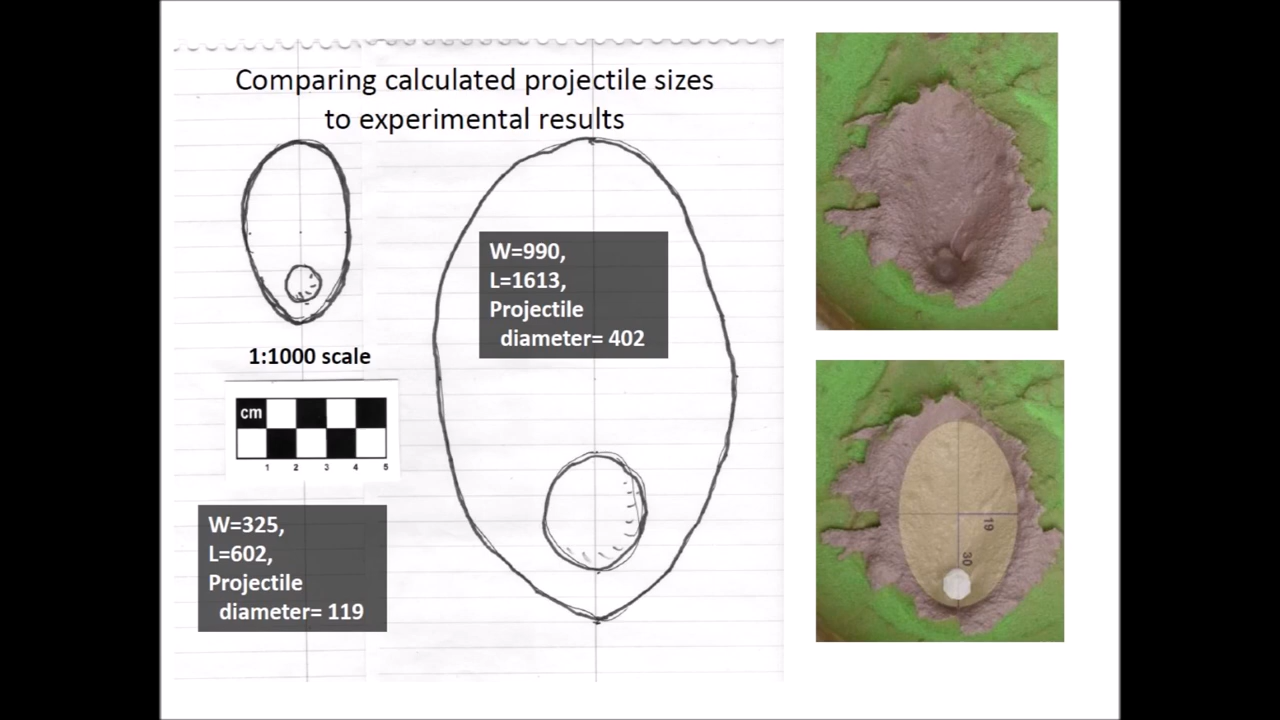 Comparing calculated projectile sizes
to experimental results
W=990,
L=1613,
Projectile
diameter= 402
1:1000 scale
cm
1 2 3 4 5
W=325,
L=602,
Projectile
diameter= 119
19
30